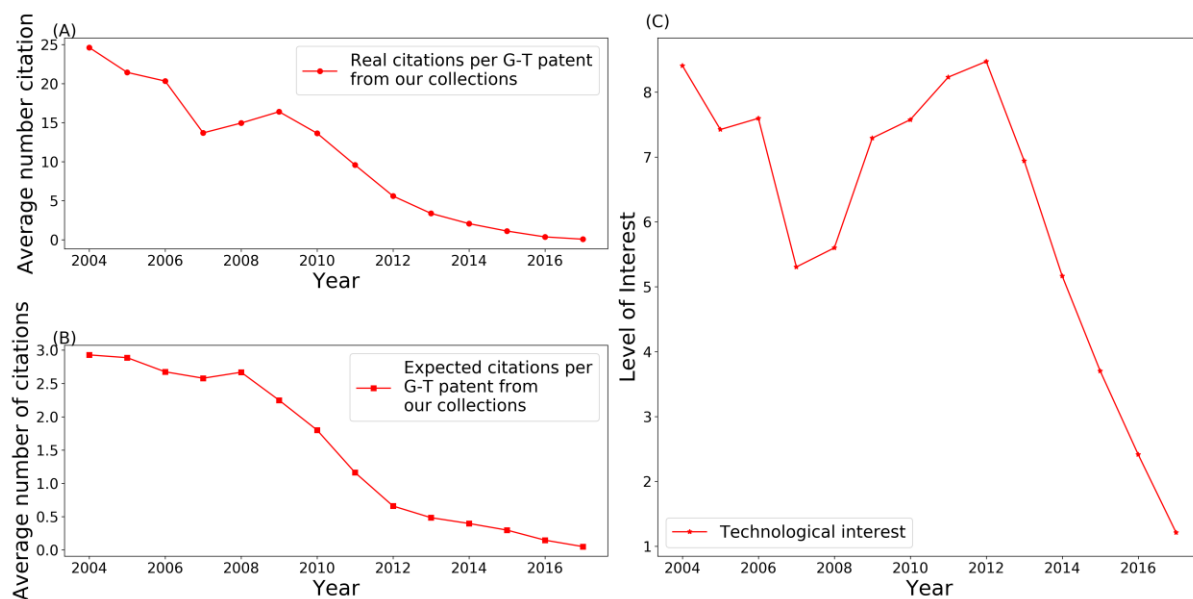 (A)
Average number citation
25
20
15
10
5
0
Real citations per G-T patent
from our collections
2004 2006 2008 2010 2012 2014 2016
Year
(B)
Average number of citations
3.0
2.5
2.0
1.5
1.0
0.5
0.0
Expected citations per
G-T patent from
our collections
2004 2006 2008 2010 2012 2014 2016
Year
(C)
Level of Interest
8
7
6
5
4
3
2
1
Technological interest
2004 2006 2008 2010 2012 2014 2016
Year